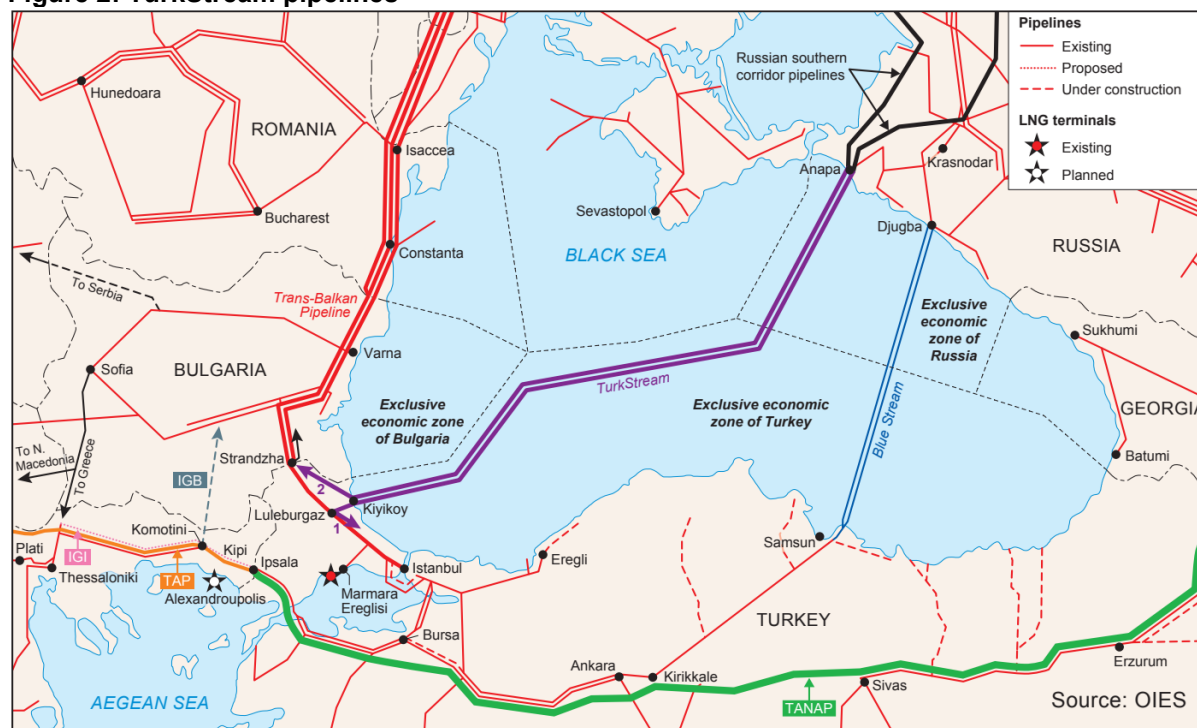 Figure 2: TurkStream pipelines
Pipelines
Existing
Proposed
Under construction
LNG terminals
Existing
Planned
Russian southern
corridor pipelines
Hunedoara
ROMANIA
Isaccea
Bucharest
Constanta
Sevastopol
Anapa
Krasnodar
Djugba
RUSSIA
BLACK SEA
To Serbia
Trans-Balkan
Pipeline
Varna
Sofia
BULGARIA
Exclusive
economic
zone of
Russia
Sukhumi
TurkStream
Exclusive
economic zone
of Bulgaria
Exclusive economic
zone of Turkey
Blue Stream
GEORGIA
Batumi
To N.
Macedonia
To Greece
IGB
Strandzha
2
Kiyikoy
Luleburgaz
1
Komotini
Kipi
Ipsala
IGI
TAP
Plati
Thessaloniki
Alexandroupolis
Marmara
Ereglisi
Istanbul
Eregli
Samsun
Bursa
TURKEY
Ankara
Kirikkale
Sivas
Erzurum
TANAP
AEGEAN SEA
Source: OIES